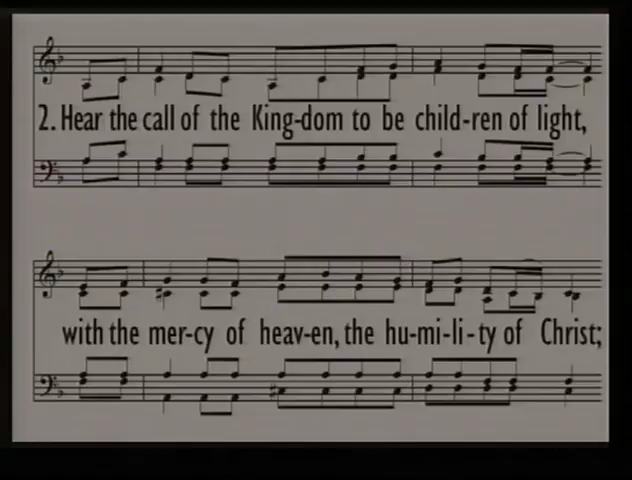 2. Hear the call of the King-dom to be child-ren of light,
with the mer-cy of heav-en, the hu-mi-li-ty of Christ;